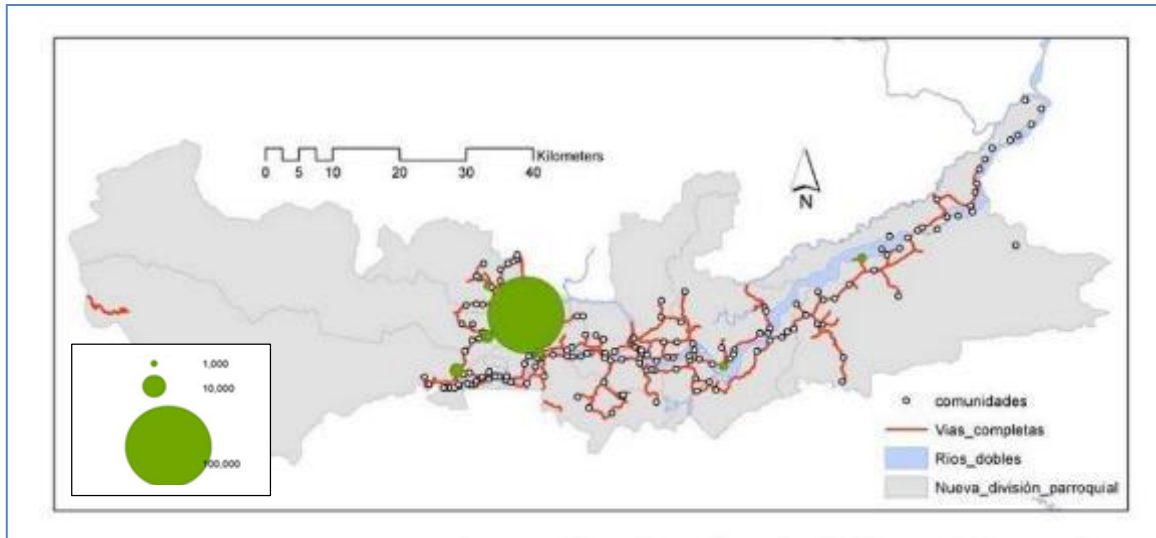 Kilometers
0 5 10 20 30 40
N
1,000
10,000
100,000
comunidades
Vias_completas
Rios_dobles
Nueva_división_parroquial